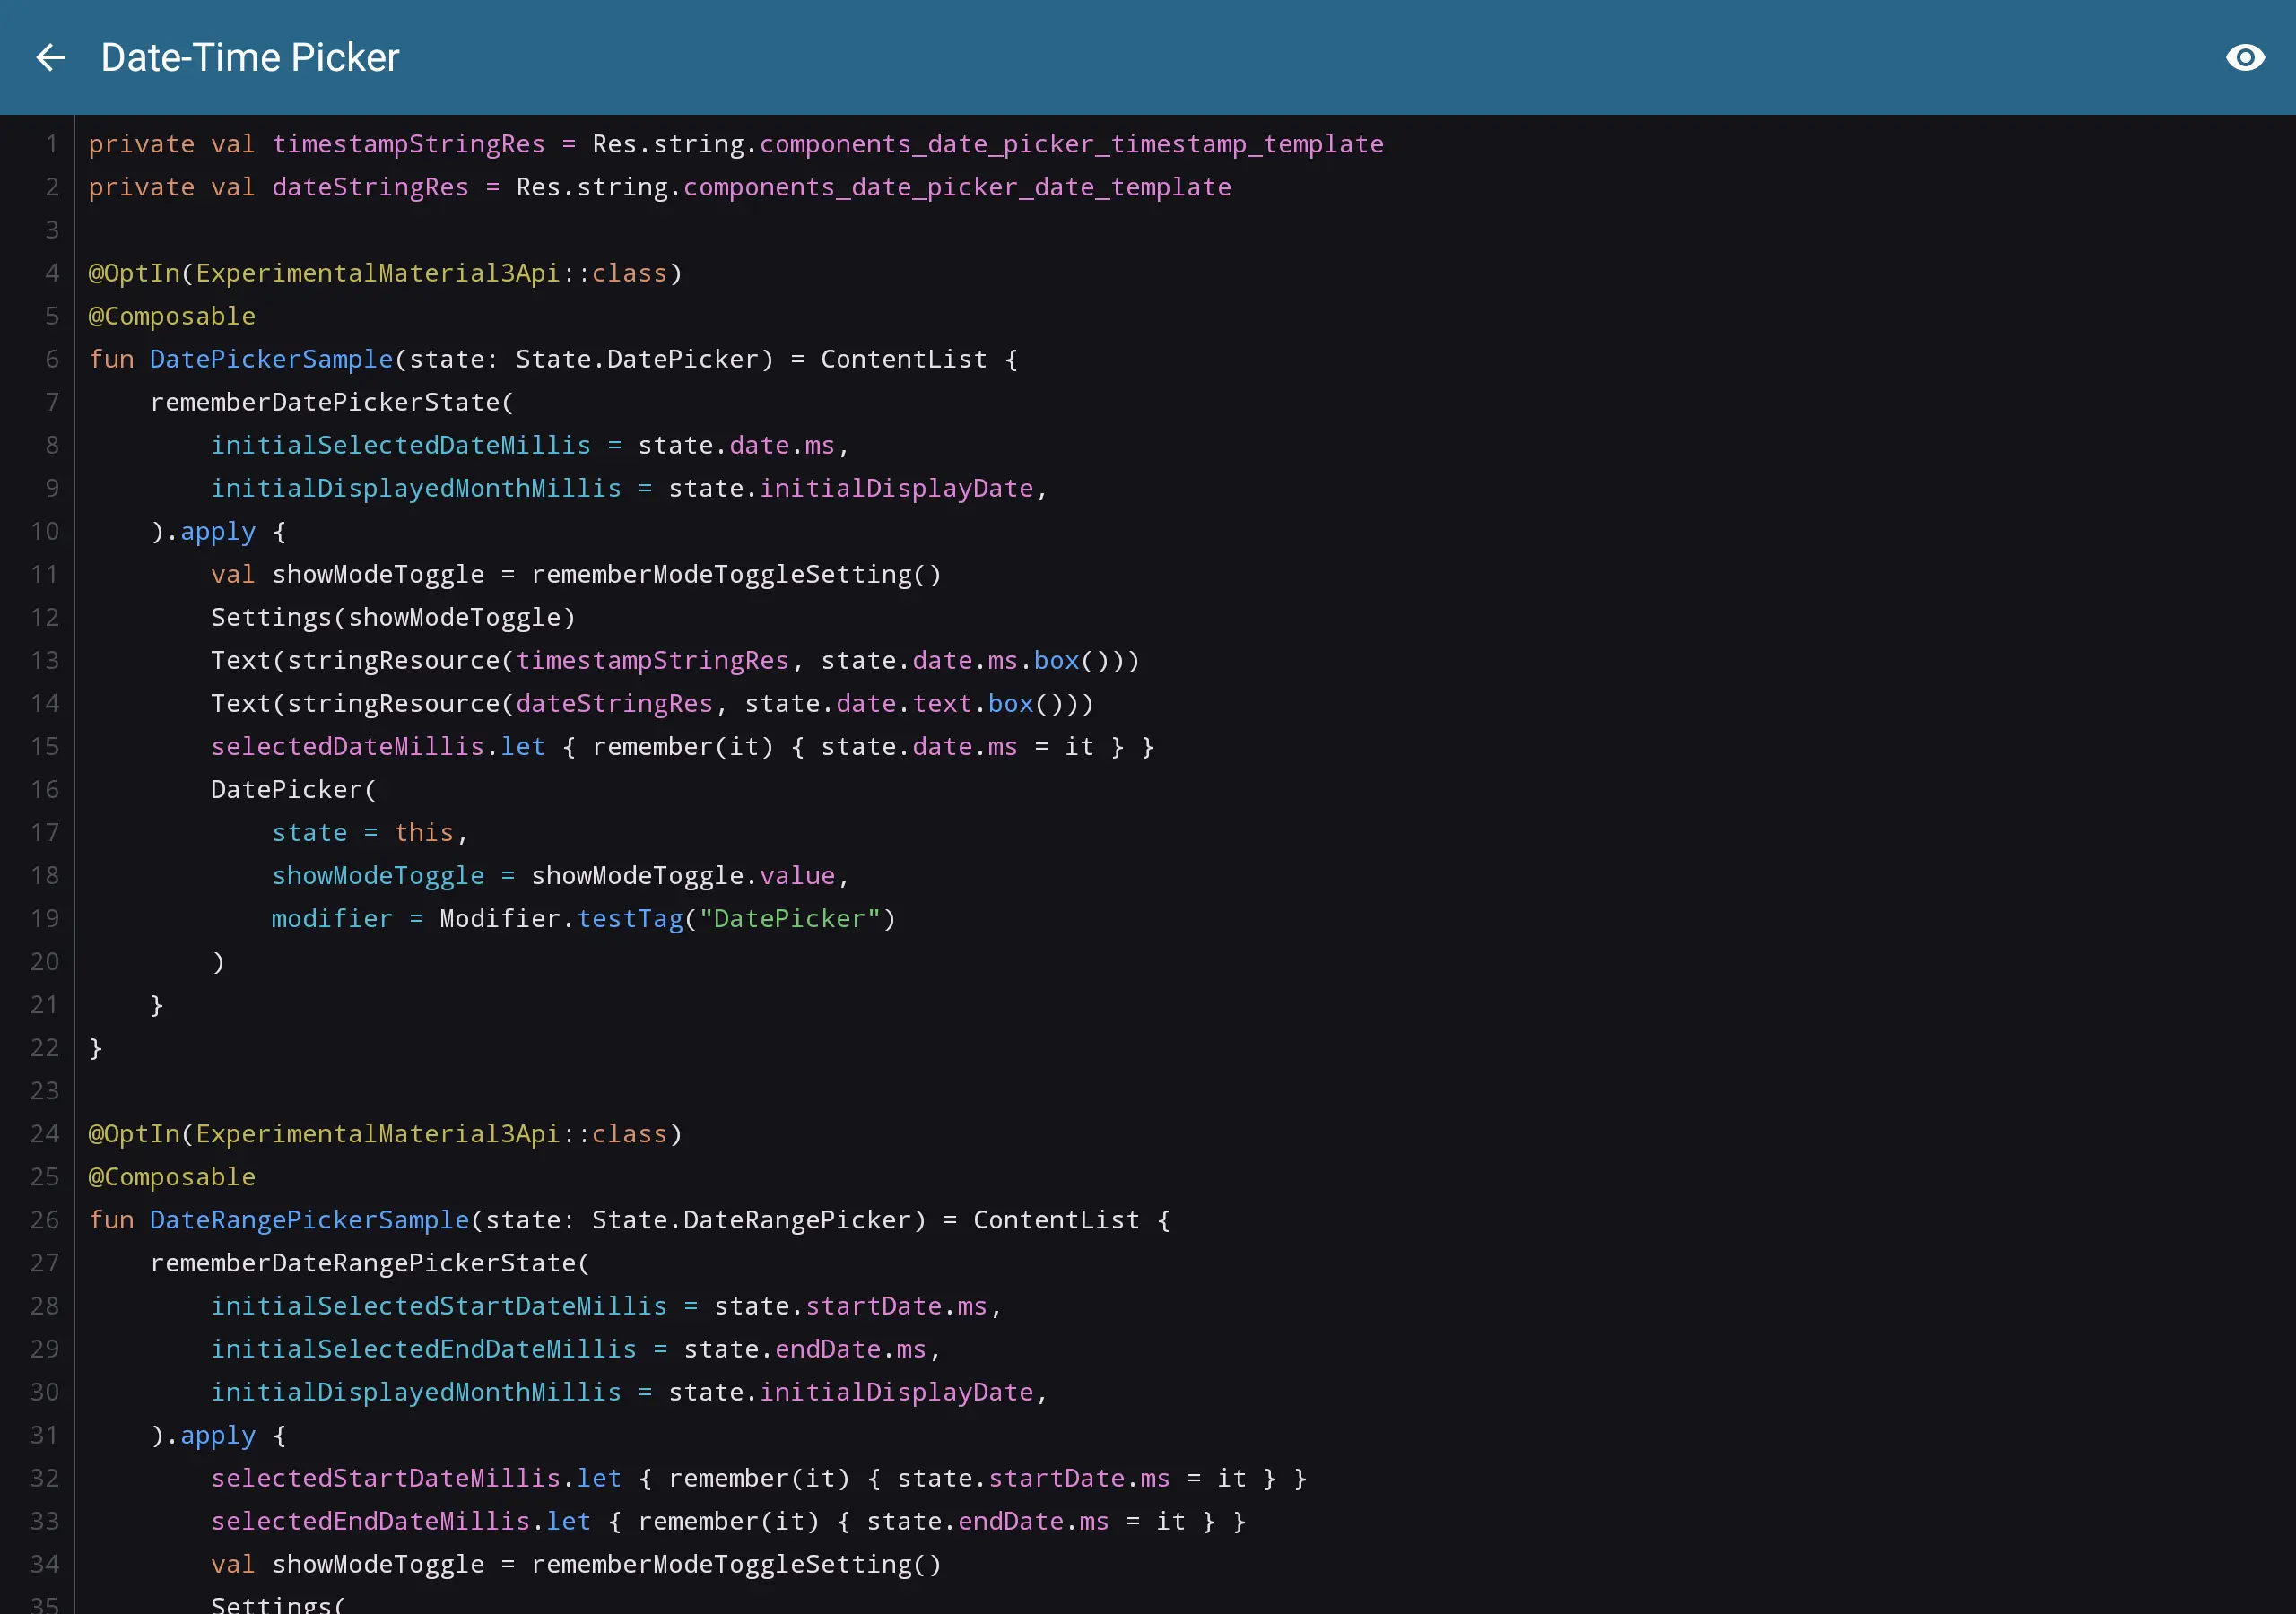 Date-Time Picker
1 private val timestampStringRes = Res.string.components_date_picker_timestamp_template
2 private val dateStringRes = Res.string.components_date_picker_date_template
3
4 @OptIn(ExperimentalMaterial3Api::class)
5 @Composable
6 fun DatePickerSample(state: State.DatePicker) = ContentList {
7     rememberDatePickerState(
8         initialSelectedDateMillis = state.date.ms,
9         initialDisplayedMonthMillis = state.initialDisplayDate,
10     ).apply {
11         val showModeToggle = rememberModeToggleSetting()
12         Settings(showModeToggle)
13         Text(stringResource(timestampStringRes, state.date.ms.box()))
14         Text(stringResource(dateStringRes, state.date.text.box()))
15         selectedDateMillis.let { remember(it) { state.date.ms = it } }
16         DatePicker(
17             state = this,
18             showModeToggle = showModeToggle.value,
19             modifier = Modifier.testTag("DatePicker")
20         )
21     }
22 }
23
24 @OptIn(ExperimentalMaterial3Api::class)
25 @Composable
26 fun DateRangePickerSample(state: State.DateRangePicker) = ContentList {
27     rememberDateRangePickerState(
28         initialSelectedStartDateMillis = state.startDate.ms,
29         initialSelectedEndDateMillis = state.endDate.ms,
30         initialDisplayedMonthMillis = state.initialDisplayDate,
31     ).apply {
32         selectedStartDateMillis.let { remember(it) { state.startDate.ms = it } }
33         selectedEndDateMillis.let { remember(it) { state.endDate.ms = it } }
34         val showModeToggle = rememberModeToggleSetting()
35         Settings(